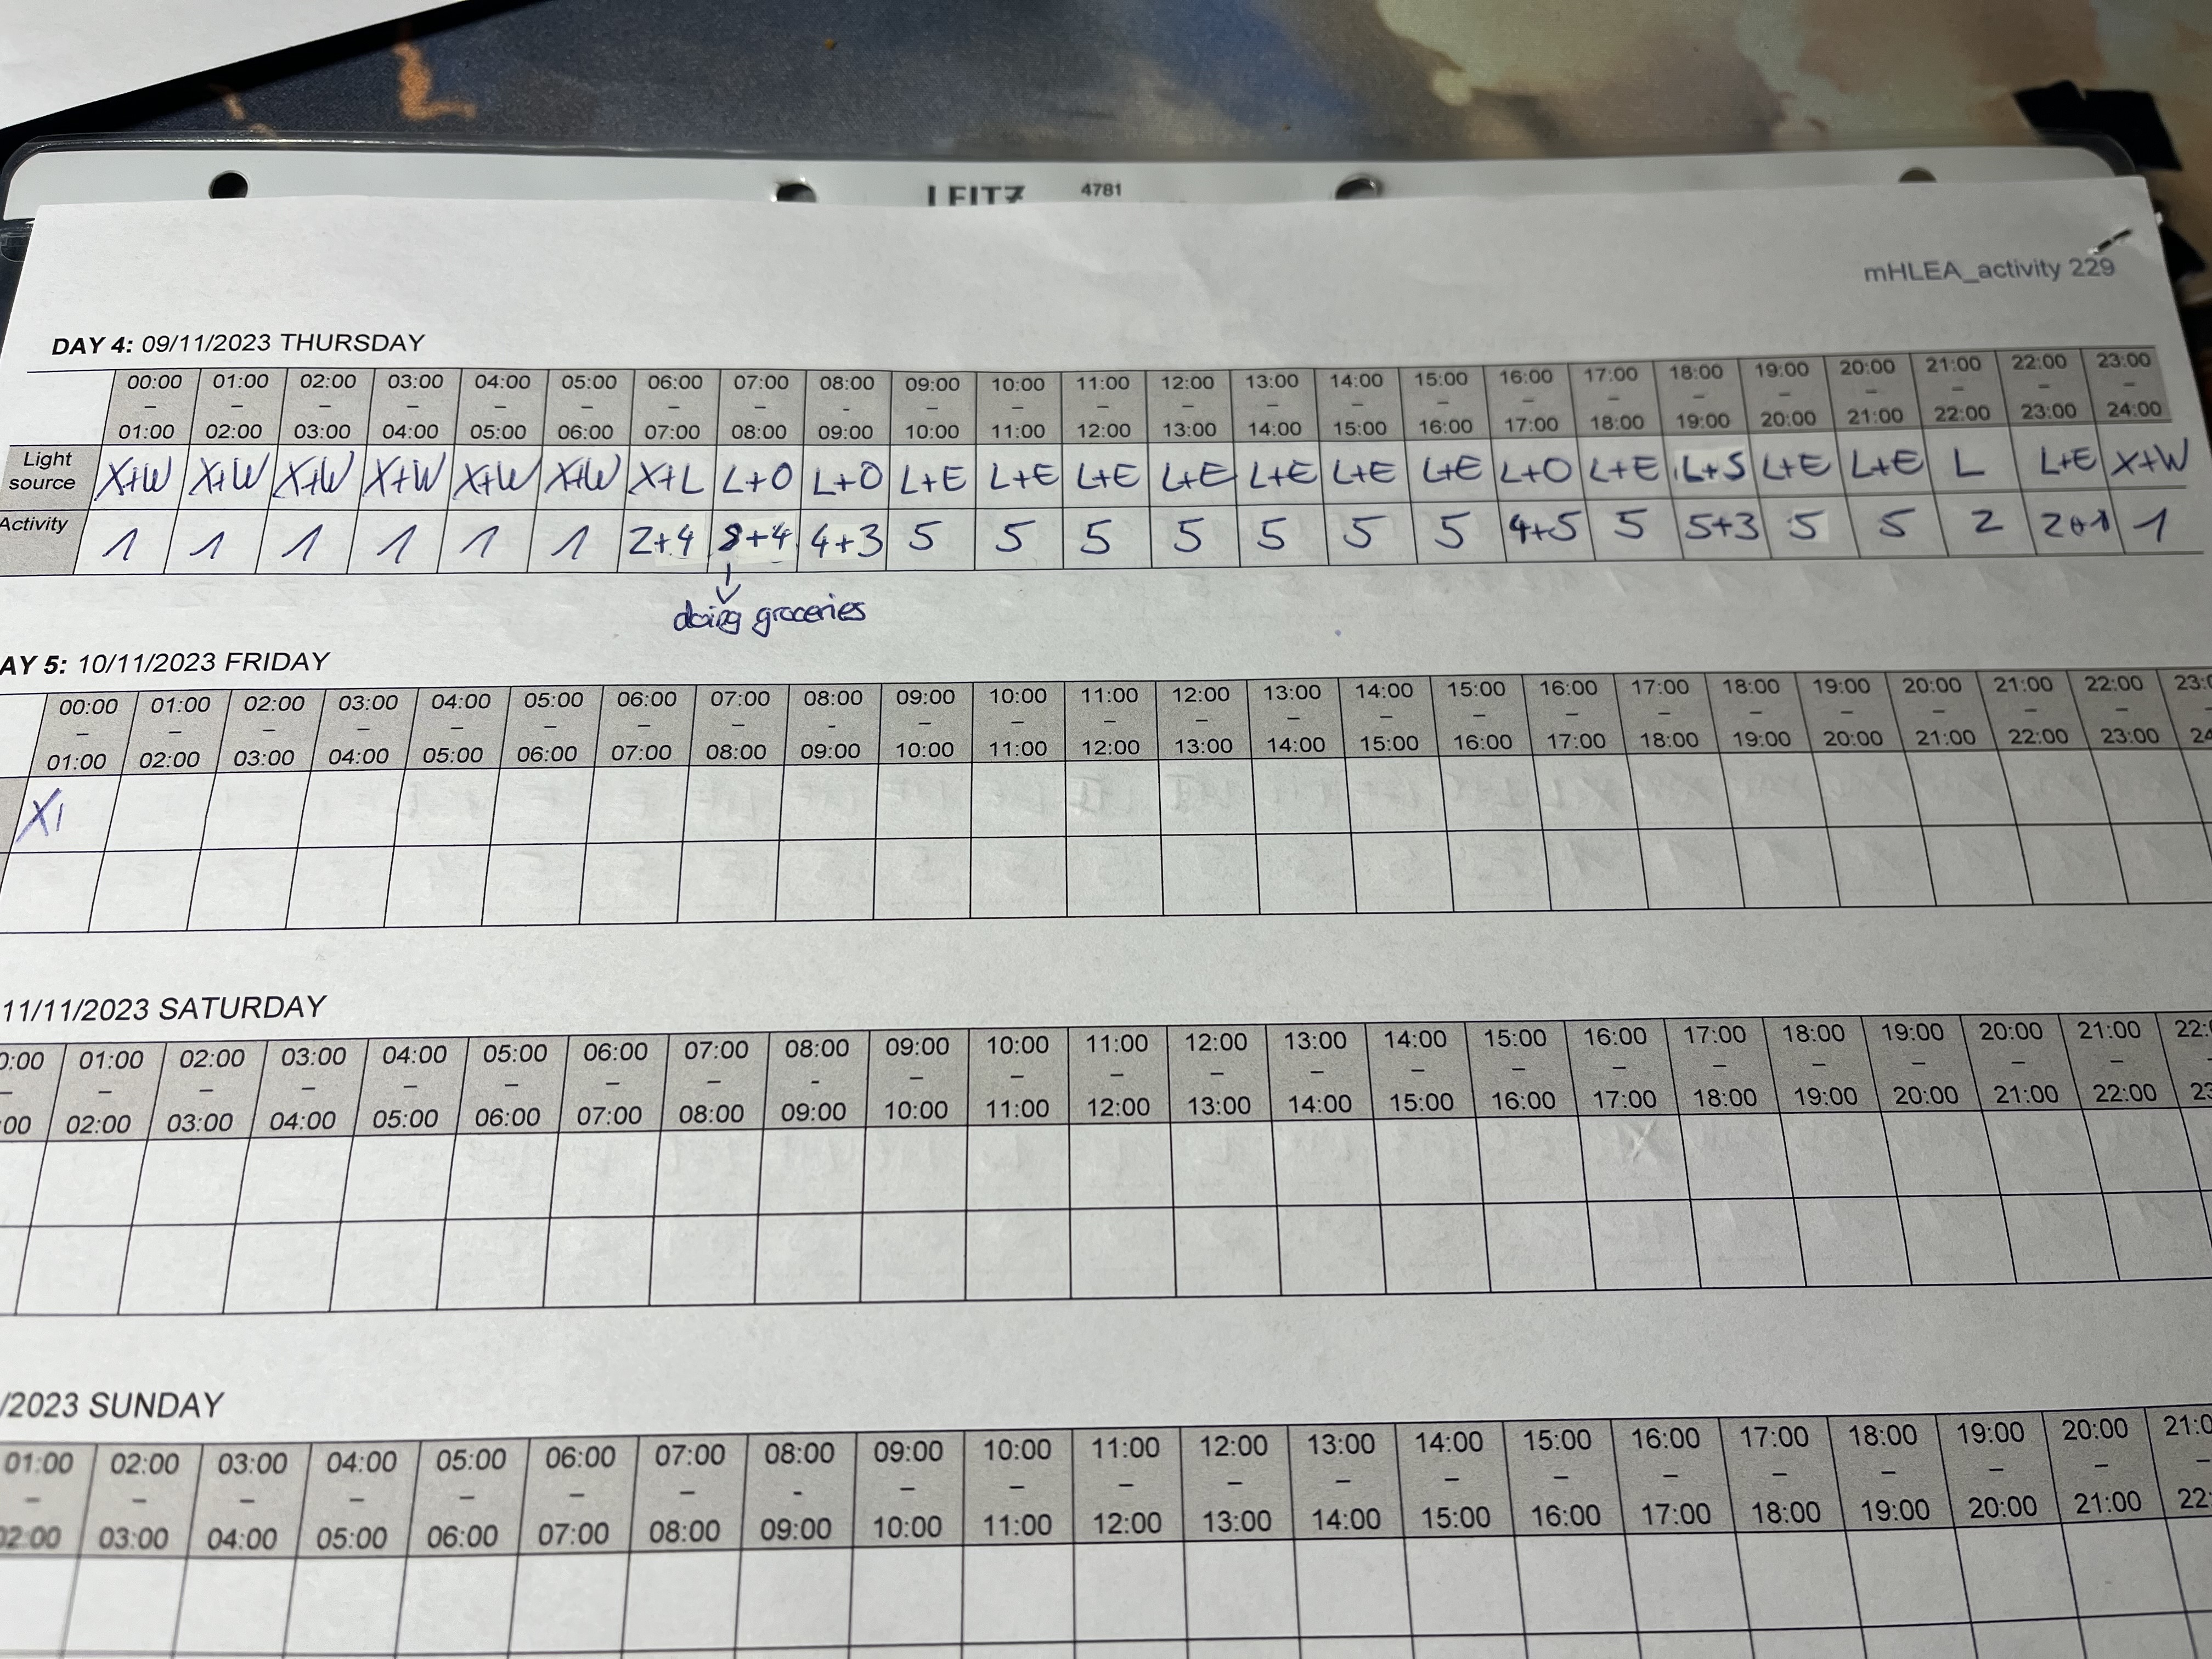 LEITZ 4781
mHLEA_activity 229
DAY 4: 09/11/2023 THURSDAY
00:00 01:00 02:00 03:00 04:00 05:00 06:00 07:00 08:00 09:00 10:00 11:00 12:00 13:00 14:00 15:00 16:00 17:00 18:00 19:00 20:00 21:00 22:00 23:00
– – – – – – – – - – – – – – – – – – – – – – – –
01:00 02:00 03:00 04:00 05:00 06:00 07:00 08:00 09:00 10:00 11:00 12:00 13:00 14:00 15:00 16:00 17:00 18:00 19:00 20:00 21:00 22:00 23:00 24:00
Light source X+W X+W X+W X+W X+W X+W X+L L+O L+O L+E L+E L+E L+E L+E L+E L+E L+O L+E L+S L+E L+E L L+E X+W
Activity 1 1 1 1 1 1 2+4 8+4 4+3 5 5 5 5 5 5 5 4+5 5 5+3 5 5 2 2+1 1
doing groceries
AY 5: 10/11/2023 FRIDAY
00:00 01:00 02:00 03:00 04:00 05:00 06:00 07:00 08:00 09:00 10:00 11:00 12:00 13:00 14:00 15:00 16:00 17:00 18:00 19:00 20:00 21:00 22:00 23:0
– – – – – – – – - – – – – – – – – – – – – – – –
01:00 02:00 03:00 04:00 05:00 06:00 07:00 08:00 09:00 10:00 11:00 12:00 13:00 14:00 15:00 16:00 17:00 18:00 19:00 20:00 21:00 22:00 23:00 24
X
11/11/2023 SATURDAY
0:00 01:00 02:00 03:00 04:00 05:00 06:00 07:00 08:00 09:00 10:00 11:00 12:00 13:00 14:00 15:00 16:00 17:00 18:00 19:00 20:00 21:00 22:
– – – – – – – – - – – – – – – – – – – – – – –
:00 02:00 03:00 04:00 05:00 06:00 07:00 08:00 09:00 10:00 11:00 12:00 13:00 14:00 15:00 16:00 17:00 18:00 19:00 20:00 21:00 22:00 23
/2023 SUNDAY
01:00 02:00 03:00 04:00 05:00 06:00 07:00 08:00 09:00 10:00 11:00 12:00 13:00 14:00 15:00 16:00 17:00 18:00 19:00 20:00 21:0
– – – – – – – - – – – – – – – – – – – – –
02:00 03:00 04:00 05:00 06:00 07:00 08:00 09:00 10:00 11:00 12:00 13:00 14:00 15:00 16:00 17:00 18:00 19:00 20:00 21:00 22: